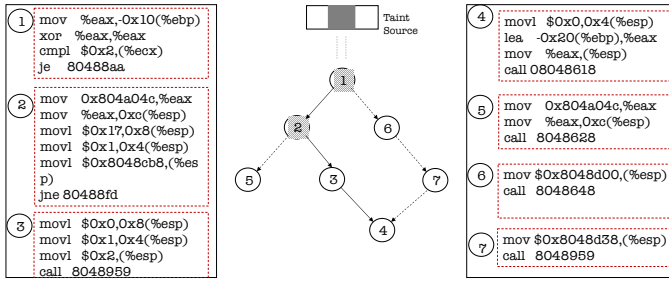 1
mov %eax,-0x10(%ebp)
xor %eax,%eax
cmpl $0x2,(%ecx)
je 80488aa
2
mov 0x804a04c,%eax
mov %eax,0xc(%esp)
movl $0x17,0x8(%esp)
movl $0x1,0x4(%esp)
movl $0x8048cb8,(%es
p)
jne 80488fd
3
movl $0x0,0x8(%esp)
movl $0x1,0x4(%esp)
movl $0x2,(%esp)
call 8048959
Taint
Source
1
2
6
5
3
7
4
4
movl $0x0,0x4(%esp)
lea -0x20(%ebp),%eax
mov %eax,(%esp)
call 08048618
5
mov 0x804a04c,%eax
mov %eax,0xc(%esp)
call 8048628
6
mov $0x8048d00,(%esp)
call 8048648
7
mov $0x8048d38,(%esp)
call 8048959